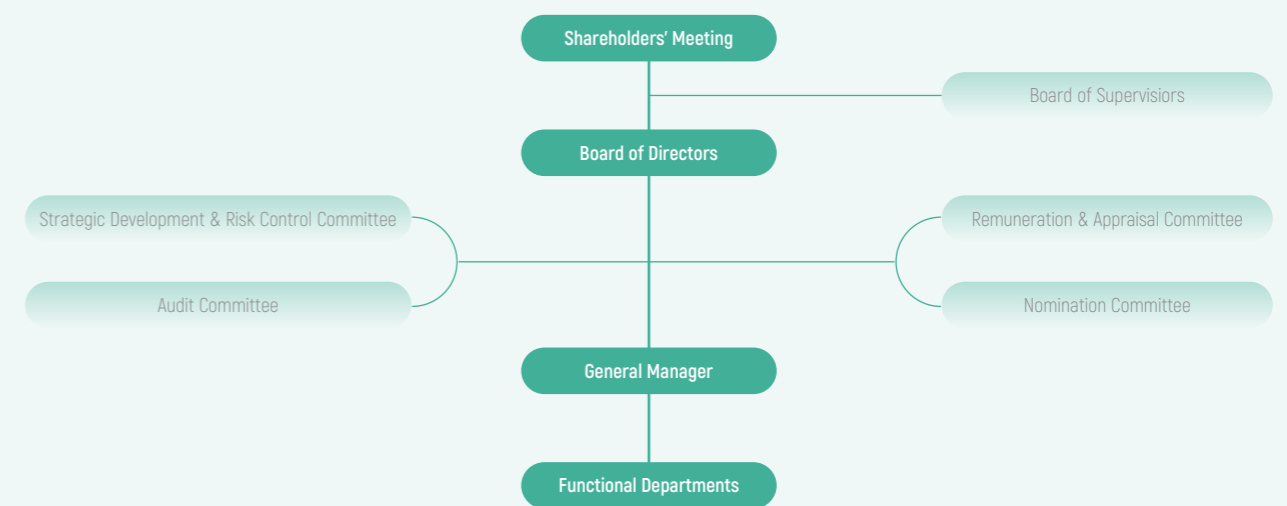 Shareholders' Meeting
Board of Supervisiors
Board of Directors
Strategic Development & Risk Control Committee
Remuneration & Appraisal Committee
Audit Committee
Nomination Committee
General Manager
Functional Departments